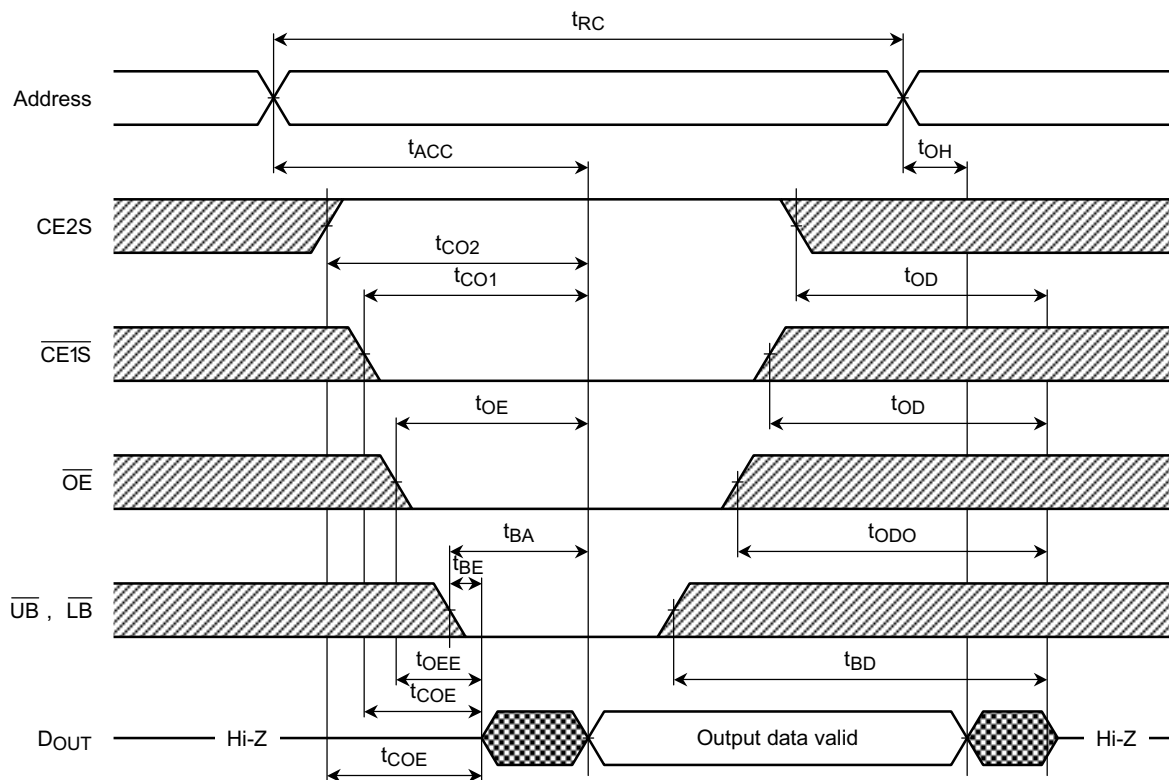 tRC
Address
tACC
tOH
CE2S
tCO2
tCO1
tOD
CE1S
tOE
tOD
OE
tBA
tODO
tBE
UB , LB
tOEE
tBD
tCOE
DOUT
Hi-Z
Output data valid
Hi-Z
tCOE